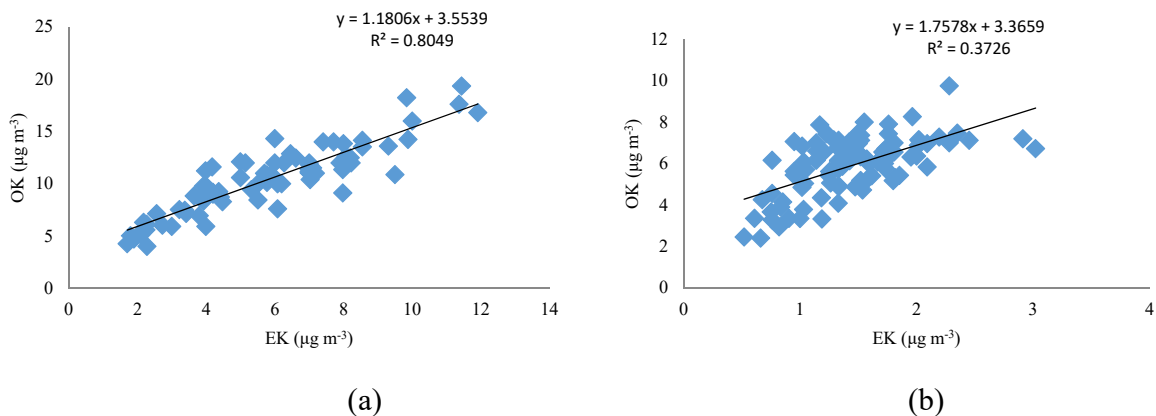 y = 1.1806x + 3.5539
R² = 0.8049
25
20
15
10
5
0
OK (µg m⁻³)
0 2 4 6 8 10 12 14
EK (µg m⁻³)
(a)
y = 1.7578x + 3.3659
R² = 0.3726
12
10
8
6
4
2
0
OK (µg m⁻³)
0 1 2 3 4
EK (µg m⁻³)
(b)